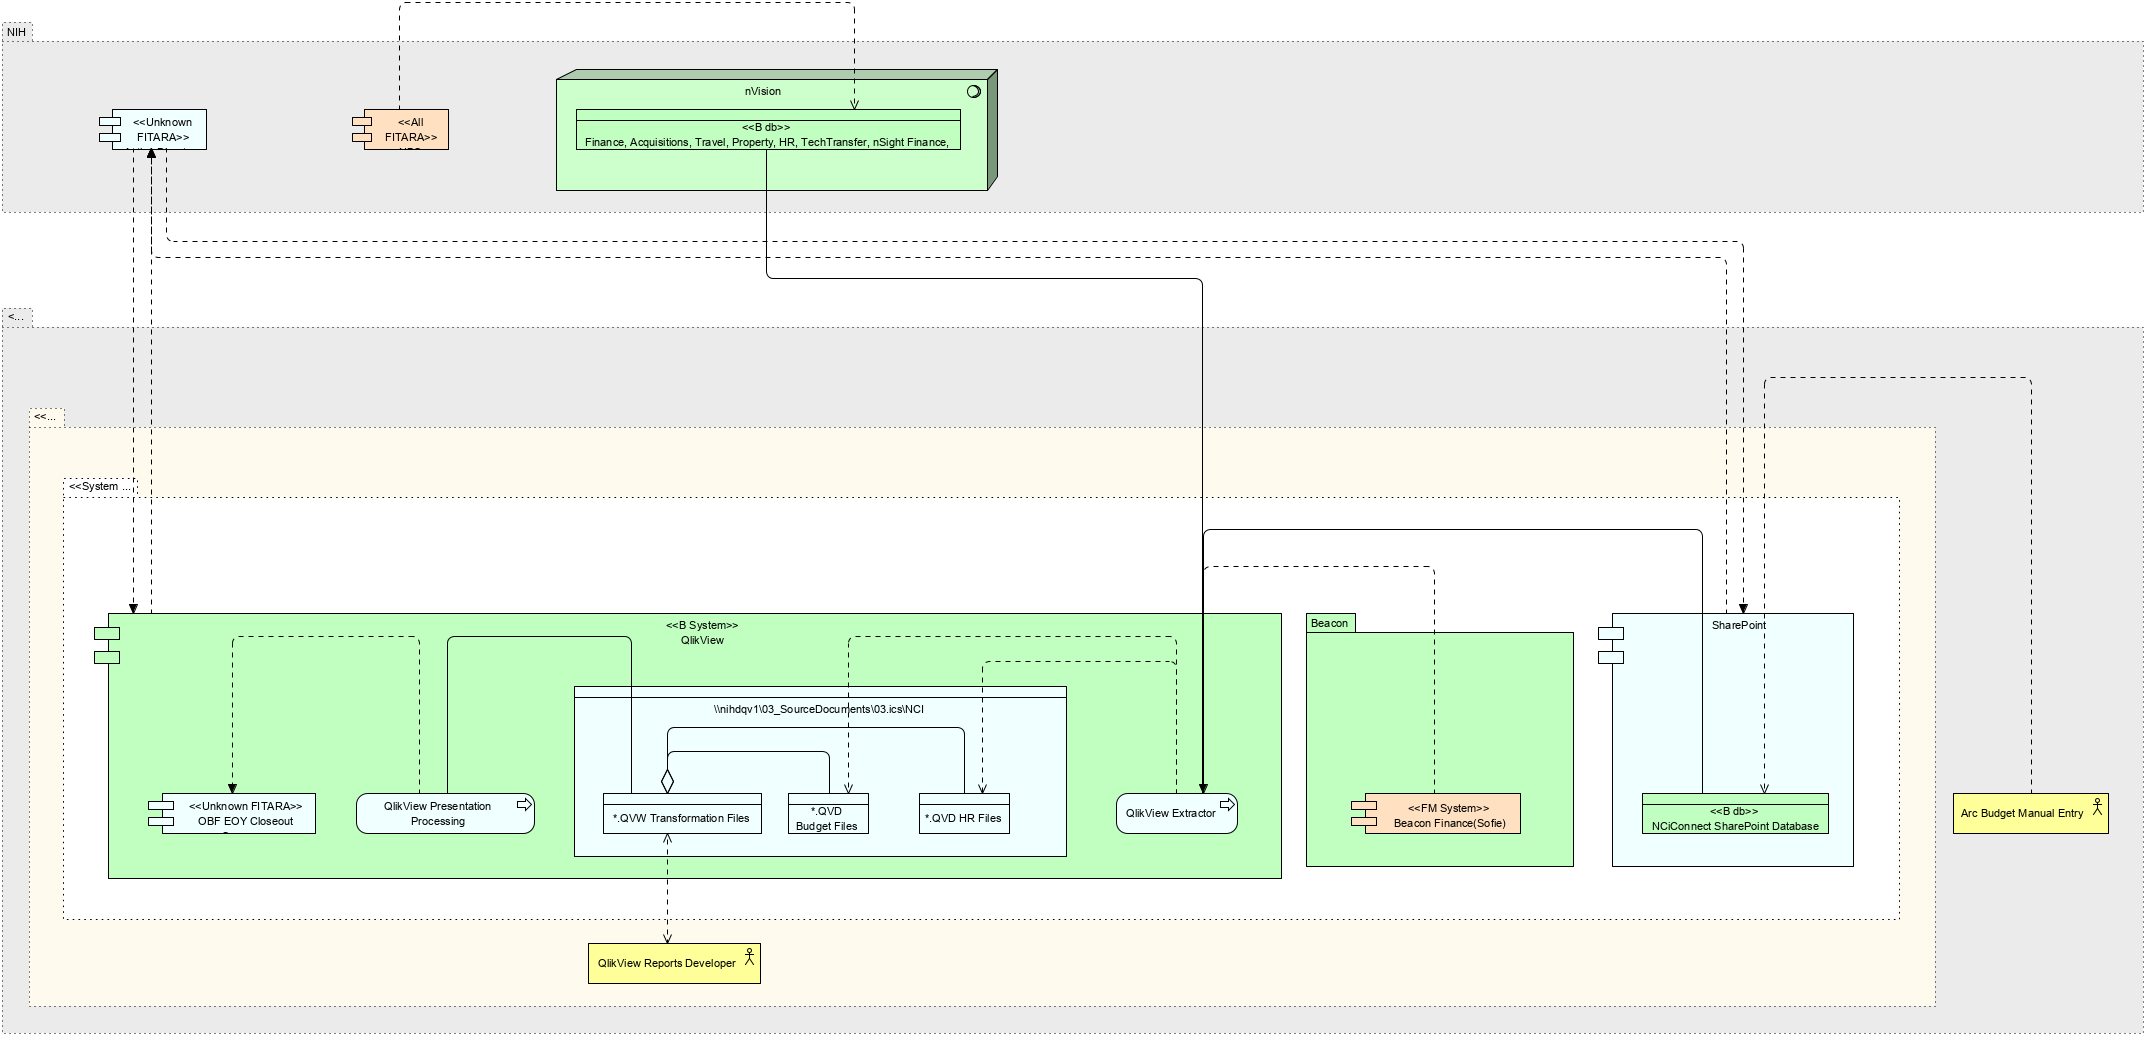 NIH
<<Unknown
FITARA>>
<<All
FITARA>>
nVision
<<B db>>
Finance, Acquisitions, Travel, Property, HR, TechTransfer, nSight Finance,
<...
<<...
<<System ...
<<B System>>
QlikView
Beacon
SharePoint
\\nihdqv1\03_SourceDocuments\03.ics\NCI
<<Unknown FITARA>>
OBF EOY Closeout
QlikView Presentation
Processing
*.QVW Transformation Files
*.QVD
Budget Files
*.QVD HR Files
QlikView Extractor
<<FM System>>
Beacon Finance(Sofie)
<<B db>>
NCiConnect SharePoint Database
Arc Budget Manual Entry
QlikView Reports Developer